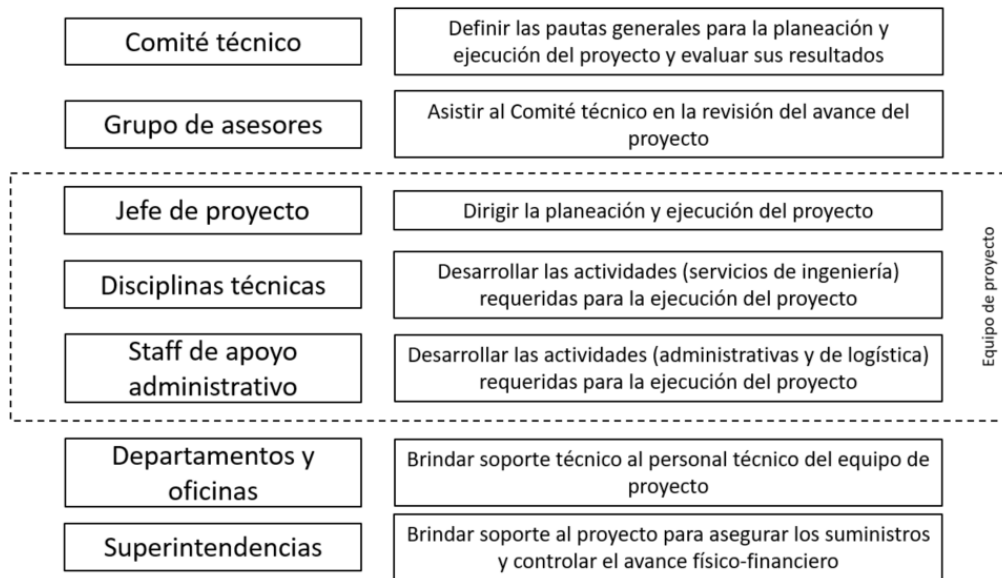 Comité técnico
Definir las pautas generales para la planeación y
ejecución del proyecto y evaluar sus resultados
Grupo de asesores
Asistir al Comité técnico en la revisión del avance del
proyecto
Jefe de proyecto
Dirigir la planeación y ejecución del proyecto
Disciplinas técnicas
Desarrollar las actividades (servicios de ingeniería)
requeridas para la ejecución del proyecto
Staff de apoyo
administrativo
Desarrollar las actividades (administrativas y de logística)
requeridas para la ejecución del proyecto
Equipo de proyecto
Departamentos y
oficinas
Brindar soporte técnico al personal técnico del equipo de
proyecto
Superintendencias
Brindar soporte al proyecto para asegurar los suministros
y controlar el avance físico-financiero